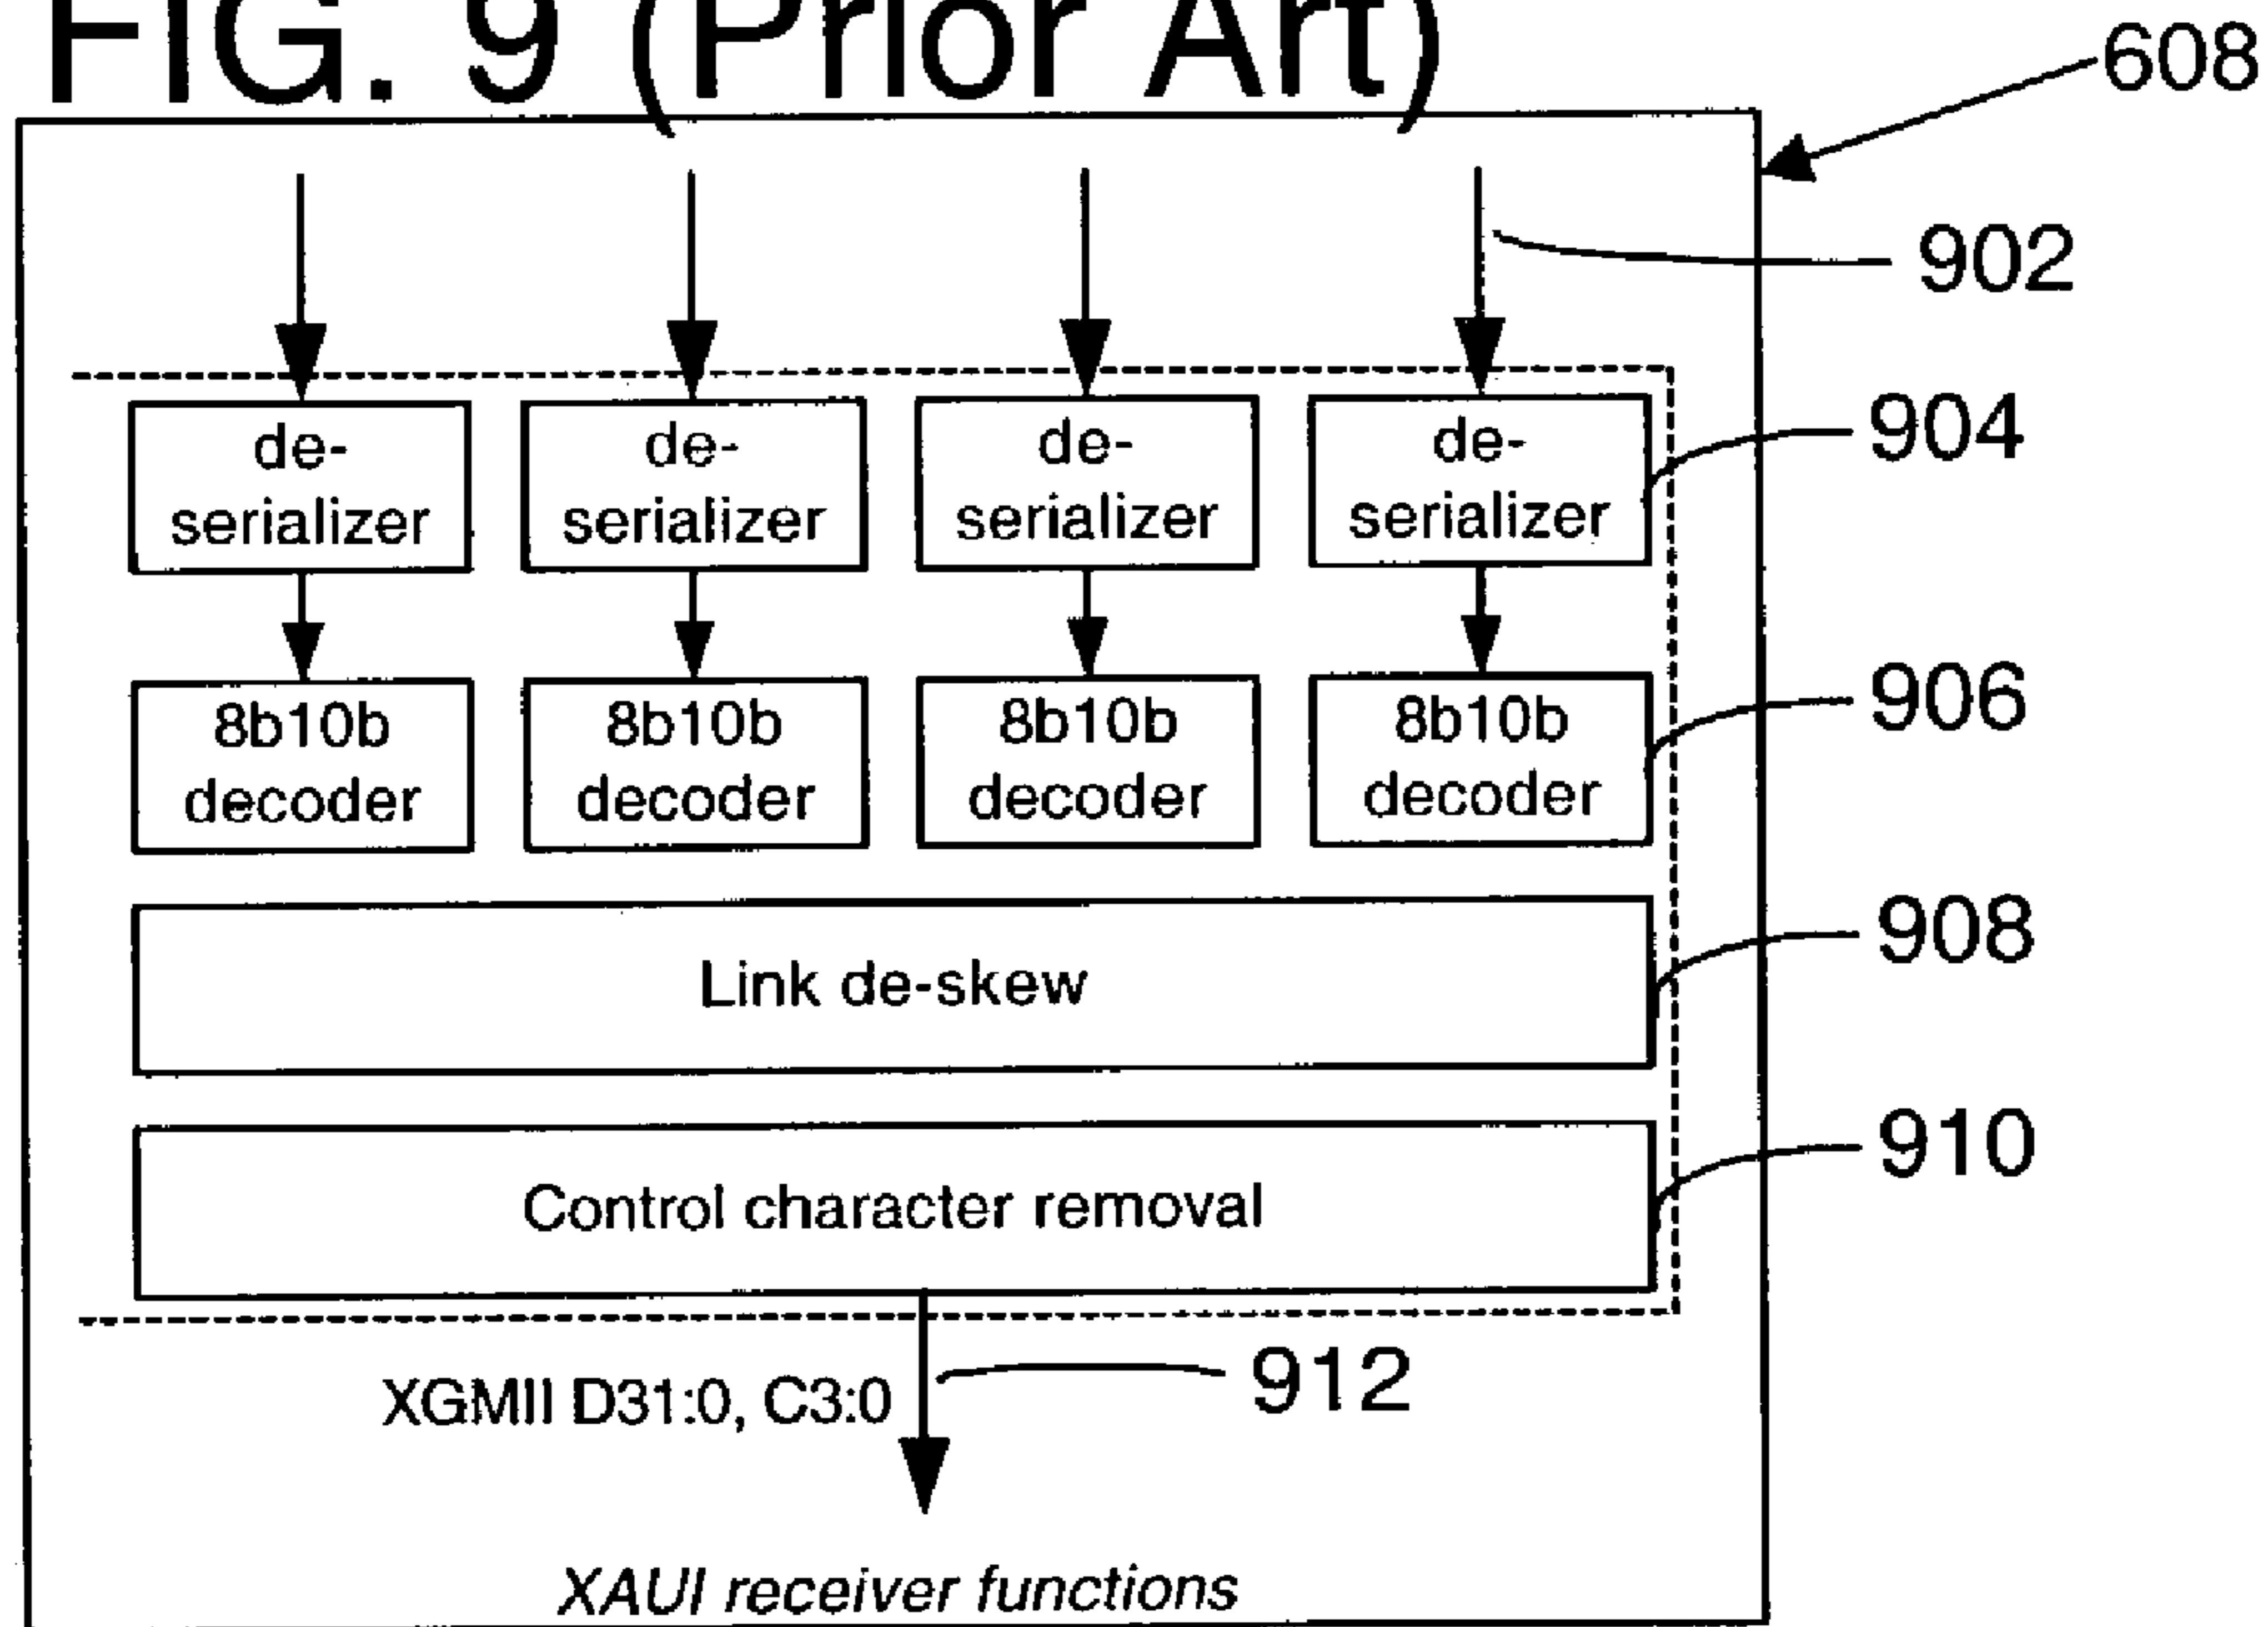 FIG. 9 (Prior Art)
608
902
de-
serializer
de-
serializer
de-
serializer
de-
serializer
904
8b10b
decoder
8b10b
decoder
8b10b
decoder
8b10b
decoder
906
Link de-skew
908
Control character removal
910
XGMII D31:0, C3:0
912
XAUI receiver functions